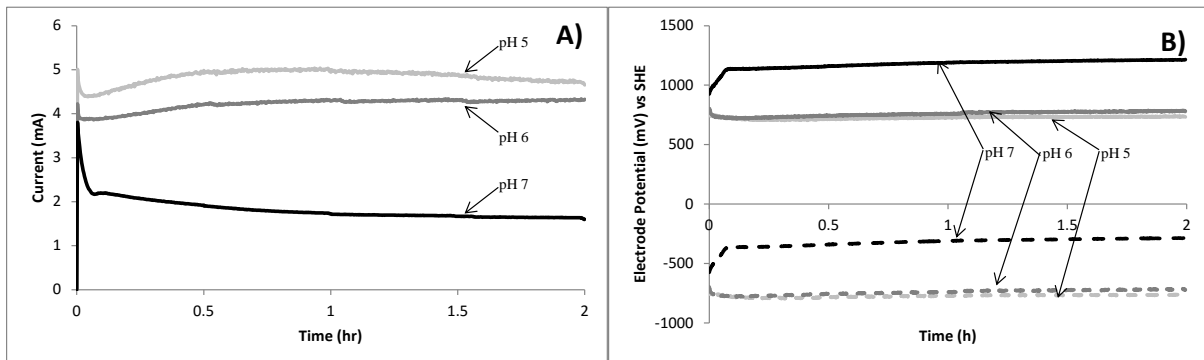 A)
Current (mA)
6
5
4
3
2
1
0
pH 5
pH 6
pH 7
0 0.5 1 1.5 2
Time (hr)
B)
Electrode Potential (mV) vs SHE
1500
1000
500
0
-500
-1000
pH 7 pH 6 pH 5
0 0.5 1 1.5 2
Time (h)